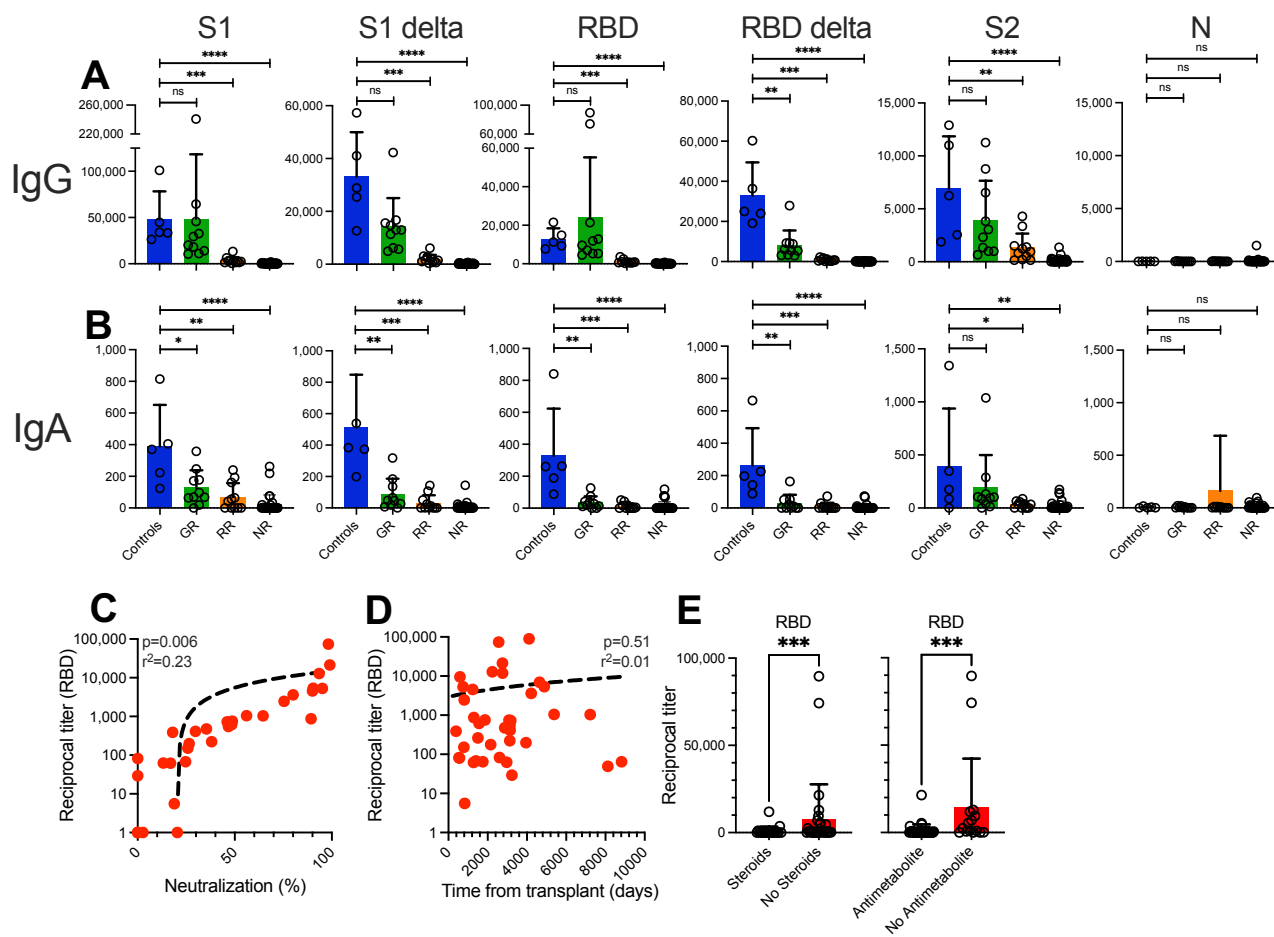 S1 S1 delta RBD RBD delta S2 N
A
IgG
**** *** ns
260,000 220,000 100,000 50,000 0
**** *** ns
60,000 40,000 20,000 0
**** *** ns
100,000 80,000 40,000 20,000 0
**** *** **
80,000 60,000 40,000 20,000 0
**** ** ns
15,000 10,000 5,000 0
ns ns ns
15,000 10,000 5,000 0
B
IgA
**** ** *
1,000 800 600 400 200 0
Controls GR RR NR
**** *** **
1,000 800 600 400 200 0
Controls GR RR NR
**** *** **
1,000 800 600 400 200 0
Controls GR RR NR
**** *** **
1,000 800 600 400 200 0
Controls GR RR NR
** * ns
1,500 1,000 500 0
Controls GR RR NR
ns ns ns
1,500 1,000 500 0
Controls GR RR NR
C
Reciprocal titer (RBD)
100,000 10,000 1,000 100 10 1
p=0.006
r2=0.23
0 50 100
Neutralization (%)
D
Reciprocal titer (RBD)
100,000 10,000 1,000 100 10 1
p=0.51
r2=0.01
0 2000 4000 6000 8000 10000
Time from transplant (days)
E
Reciprocal titer
RBD
***
100,000 50,000 0
Steroids No Steroids
RBD
***
100,000 50,000 0
Antimetabolite No Antimetabolite